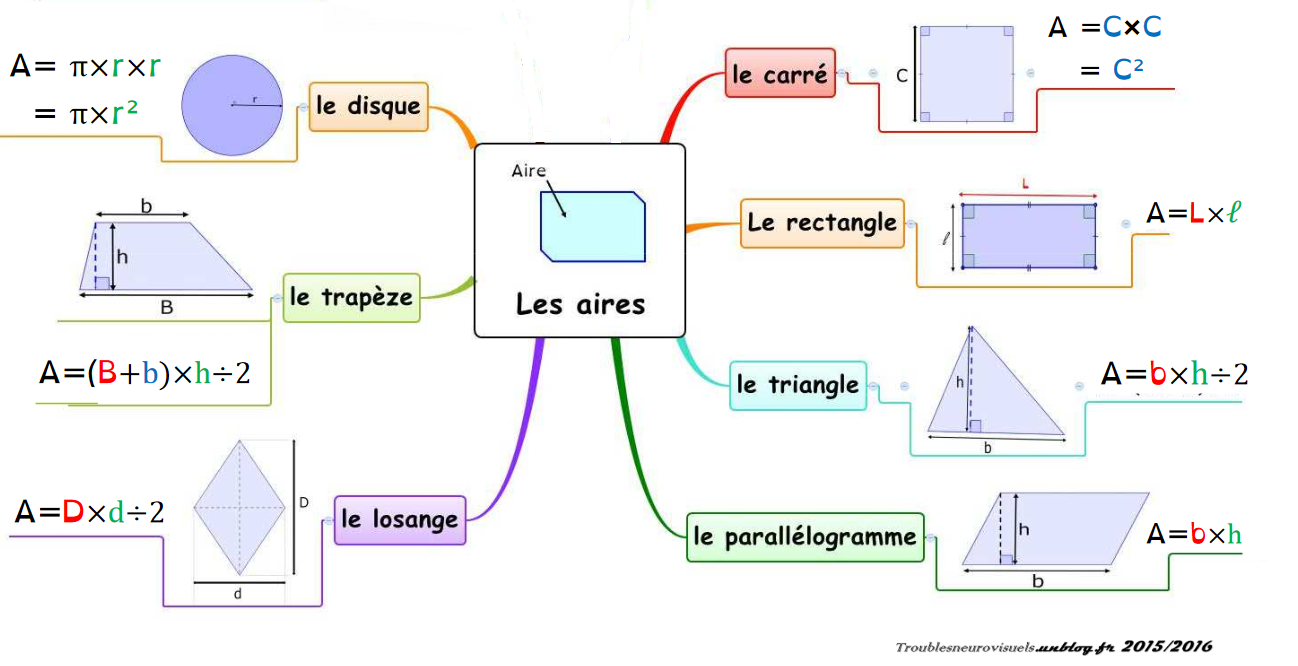 Aire
Les aires
le carré
C
A =C×C
= C²
Le rectangle
L
ℓ
A=L×ℓ
le triangle
h
b
A=b×h÷2
le parallélogramme
h
b
A=b×h
le losange
D
d
A=D×d÷2
le trapèze
b
h
B
A=(B+b)×h÷2
le disque
r
A= π×r×r
= π×r²
Troublesneurovisuels.unblog.fr 2015/2016